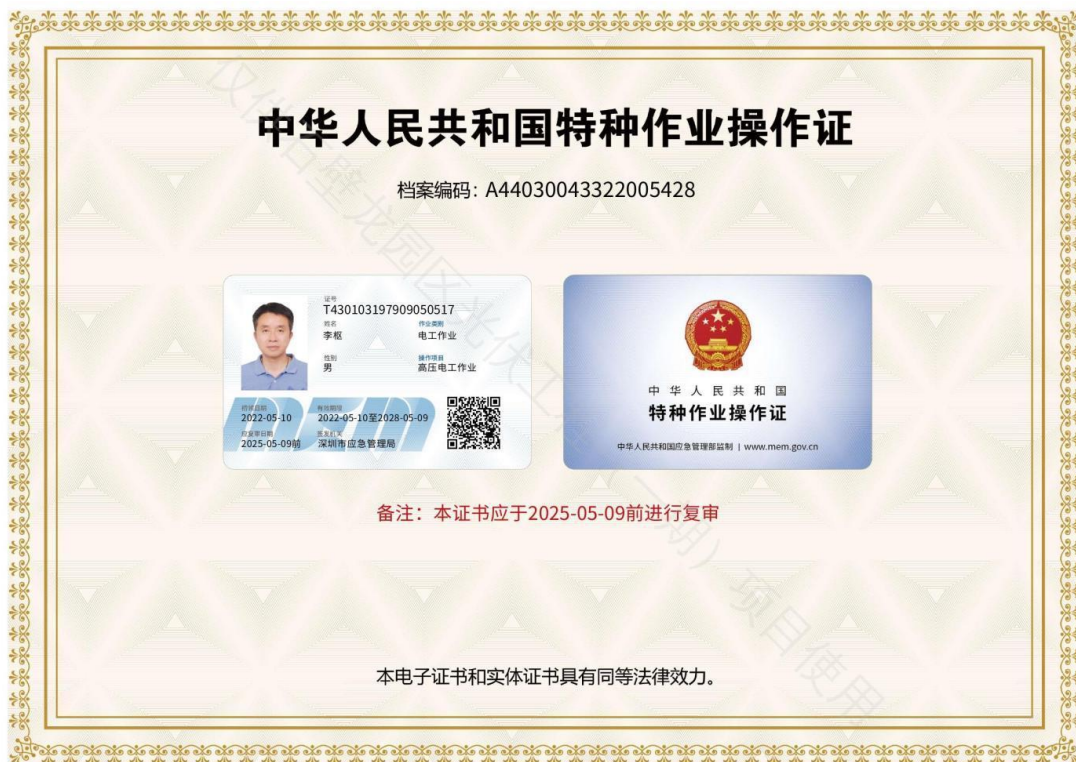 中华人民共和国特种作业操作证
档案编码：A44030043322005428
证号
T430103197909050517
姓名 作业类别
李枢 电工作业
性别 操作项目
男 高压电工作业
初领日期 有效期限
2022-05-10 2022-05-10至2028-05-09
应复审日期 签发机关
2025-05-09前 深圳市应急管理局
中华人民共和国
特种作业操作证
中华人民共和国应急管理部监制 | www.mem.gov.cn
备注：本证书应于2025-05-09前进行复审
本电子证书和实体证书具有同等法律效力。